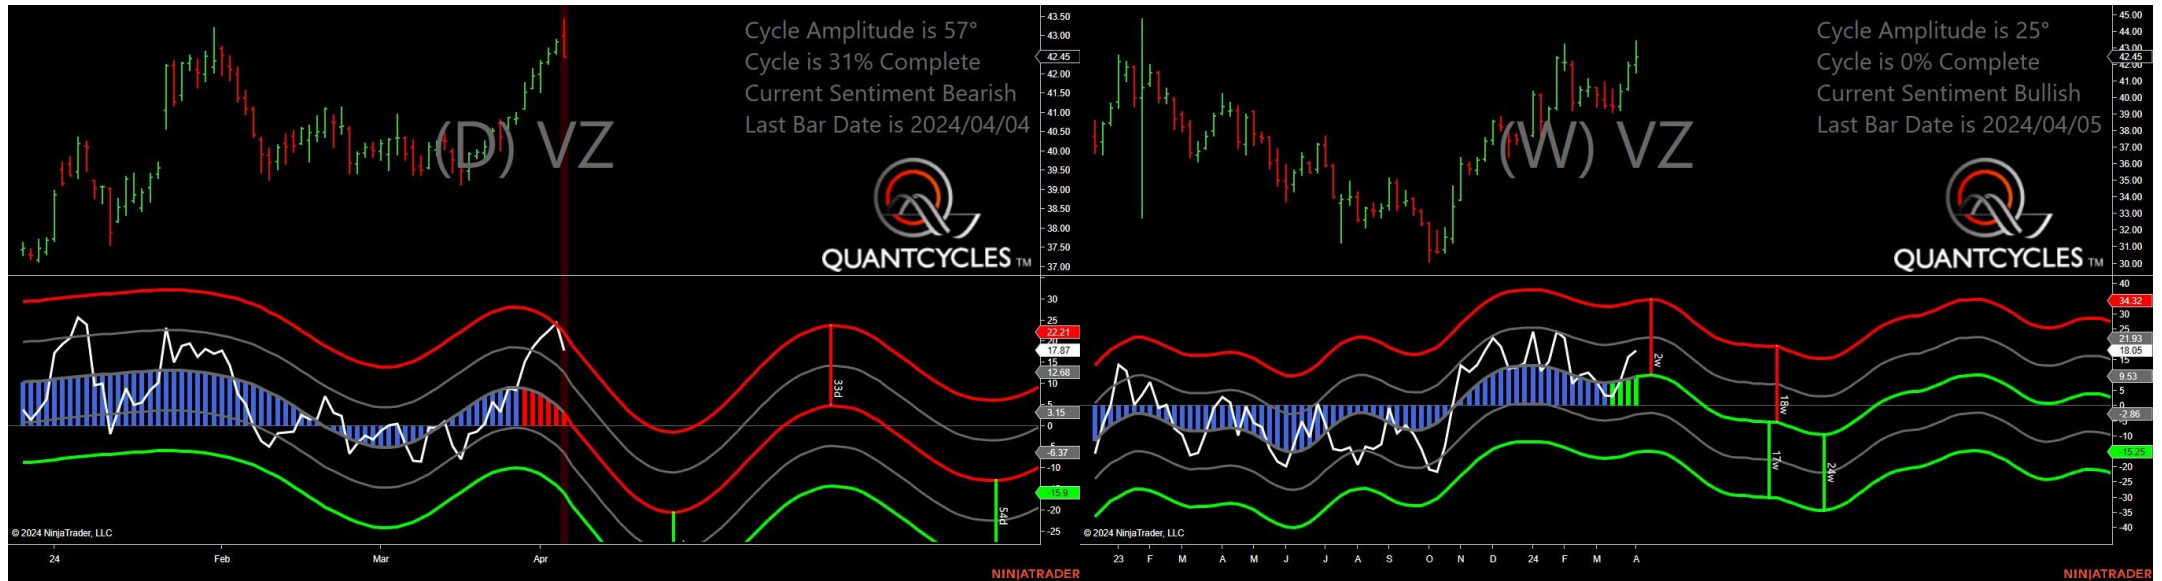 Cycle Amplitude is 57°
Cycle is 31% Complete
Current Sentiment Bearish
Last Bar Date is 2024/04/04
(D) VZ
QUANTCYCLES TM
43.50
43.00
42.45
42.00
41.50
41.00
40.50
40.00
39.50
39.00
38.50
38.00
37.50
37.00
30
25
22.21
17.87
15
12.68
10
5
3.15
0
-6.37
-10
-15.9
-20
-25
33d
54d
© 2024 NinjaTrader, LLC
24
Feb
Mar
Apr
NINJATRADER
Cycle Amplitude is 25°
Cycle is 0% Complete
Current Sentiment Bullish
Last Bar Date is 2024/04/05
(W) VZ
QUANTCYCLES TM
45.00
44.00
43.00
42.45
42.00
41.00
40.00
39.00
38.00
37.00
36.00
35.00
34.00
33.00
32.00
31.00
30.00
40
34.32
30
25
21.93
18.05
15
9.53
5
0
-2.86
-5
-10
-15.25
-20
-25
-30
-35
-40
2w
18w
17w
24w
© 2024 NinjaTrader, LLC
23
F
M
A
M
J
J
A
S
O
N
D
24
F
M
A
NINJATRADER